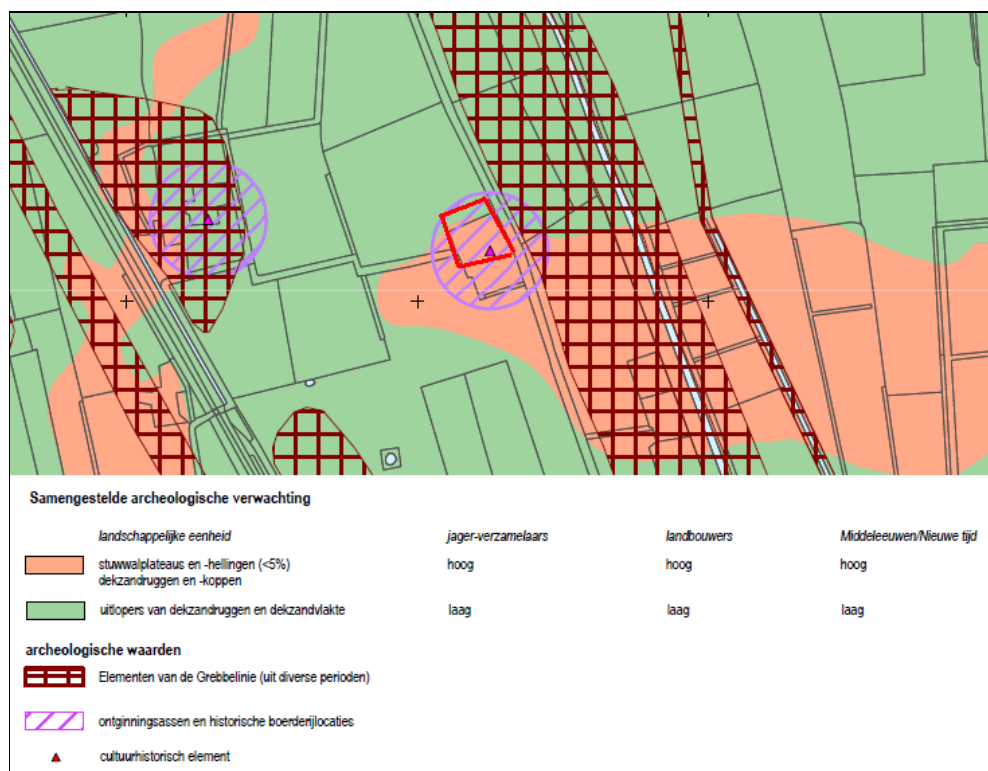 Samengestelde archeologische verwachting
landschappelijke eenheid jager-verzamelaars landbouwers Middeleeuwen/Nieuwe tijd
stuwwalplateaus en -hellingen (<5%) hoog hoog hoog
dekzandruggen en -koppen
uitlopers van dekzandruggen en dekzandvlakte laag laag laag
archeologische waarden
Elementen van de Grebbelinie (uit diverse perioden)
ontginningsassen en historische boerderijlocaties
cultuurhistorisch element